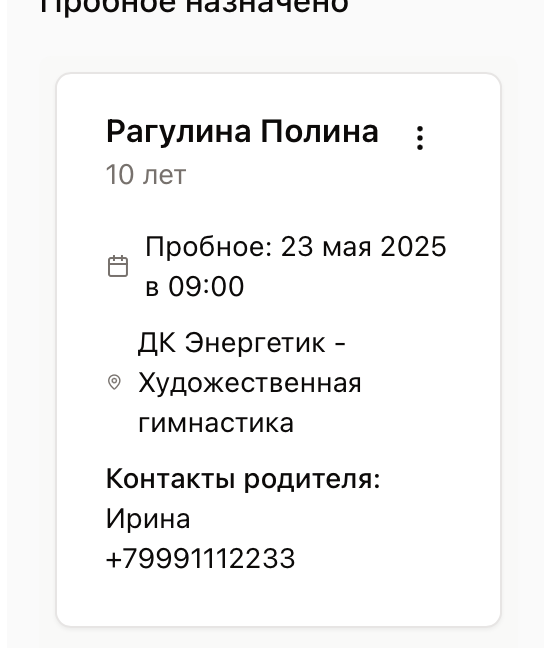 Пробное назначено
Рагулина Полина
10 лет
Пробное: 23 мая 2025
в 09:00
ДК Энергетик -
Художественная
гимнастика
Контакты родителя:
Ирина
+79991112233